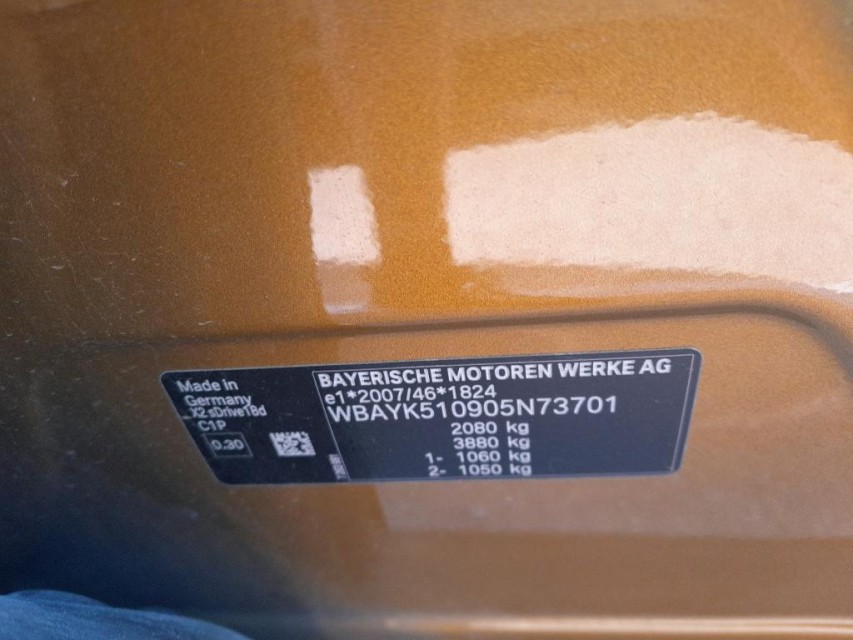 Made in
Germany
X2 sDrive18d
C1P
0.30
BAYERISCHE MOTOREN WERKE AG
e1*2007/46*1824
WBAYK510905N73701
2080 kg
3880 kg
1- 1060 kg
2- 1050 kg